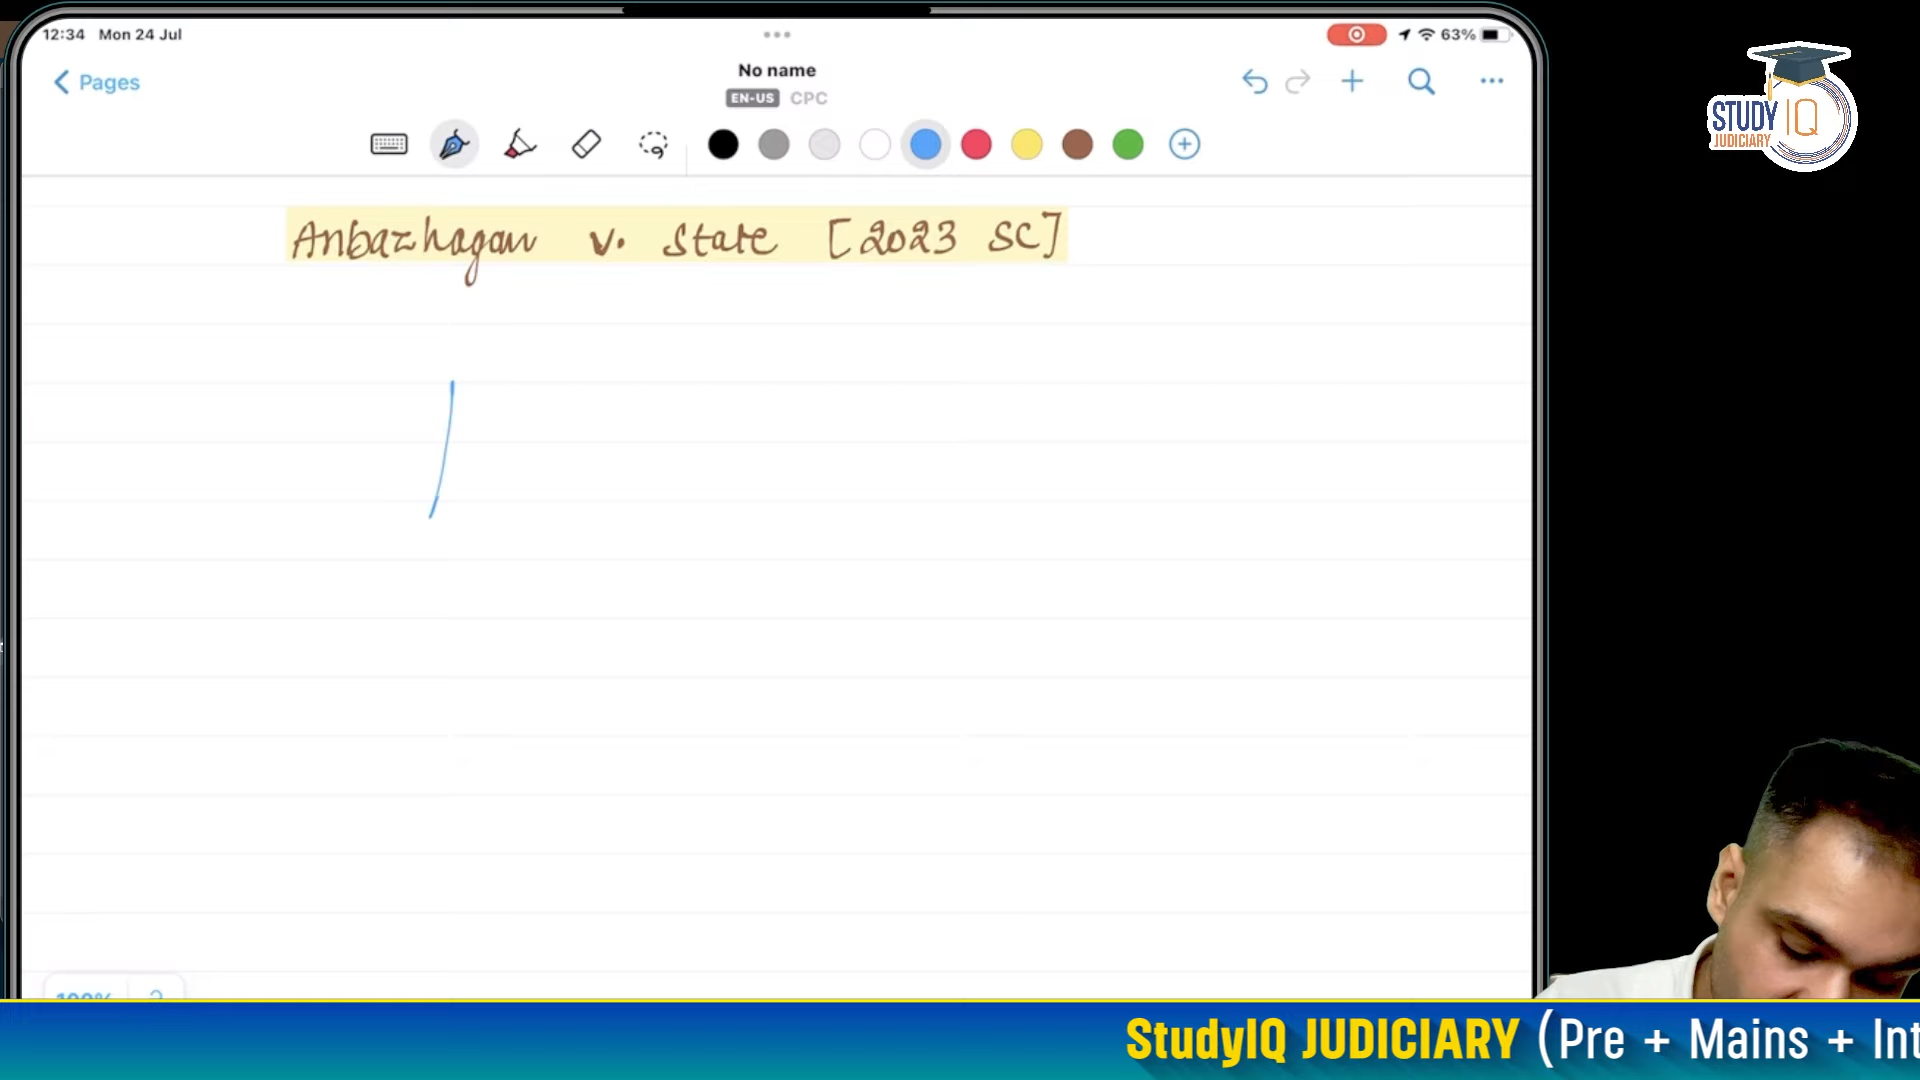 12:34 Mon 24 Jul
63%
Pages
No name
EN-US CPC
STUDY IQ
JUDICIARY
Anbazhagan v. State [2023 SC]
StudyIQ JUDICIARY (Pre + Mains + Int